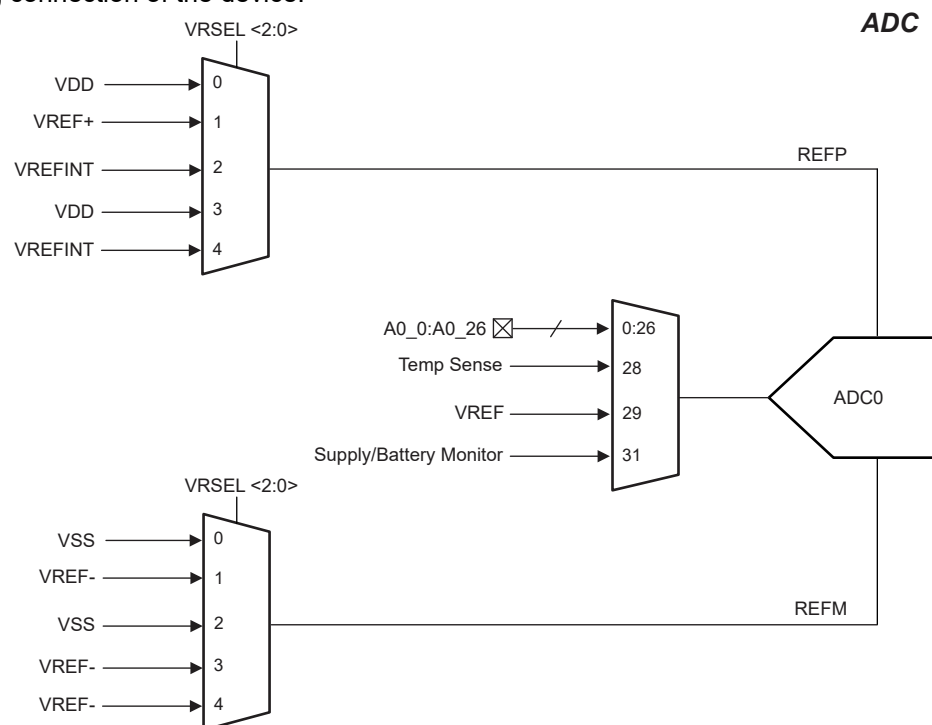 connection of the device.
ADC
VRSEL <2:0>
VDD
0
VREF+
1
VREFINT
2
REFP
VDD
3
VREFINT
4
A0_0:A0_26
0:26
Temp Sense
28
ADC0
VREF
29
Supply/Battery Monitor
31
VRSEL <2:0>
VSS
0
VREF-
1
VSS
2
REFM
VREF-
3
VREF-
4